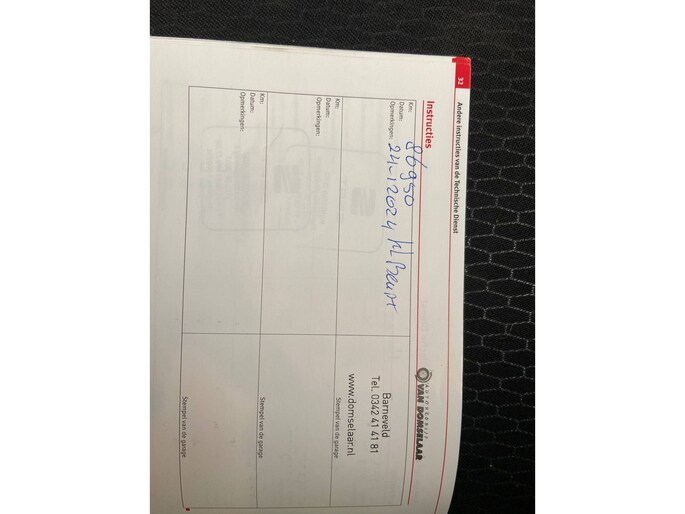 32 Andere instructies van de Technische Dienst
Instructies
Km: 86950
Datum: 24-1 2024
Opmerkingen:
AUTOBEDRIJF
VAN DOMSELAAR
Barneveld
Tel. 0342 41 41 81
www.domselaar.nl
Stempel van de garage
Km:
Datum:
Opmerkingen:
Stempel van de garage
Km:
Datum:
Opmerkingen:
Stempel van de garage